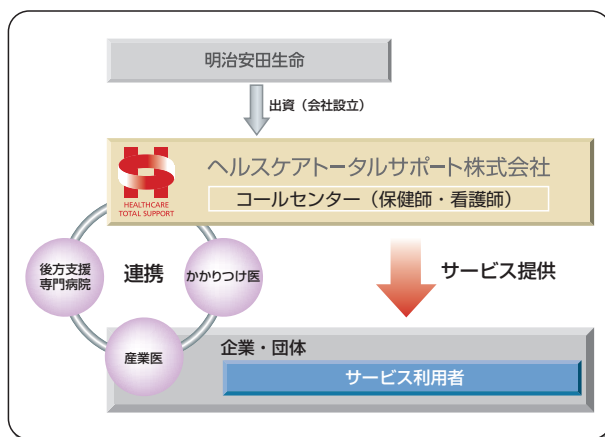 明治安田生命
出資（会社設立）
ヘルスケアトータルサポート株式会社
コールセンター（保健師・看護師）
HEALTHCARE
TOTAL SUPPORT
後方支援
専門病院
連携
かかりつけ医
サービス提供
産業医
企業・団体
サービス利用者